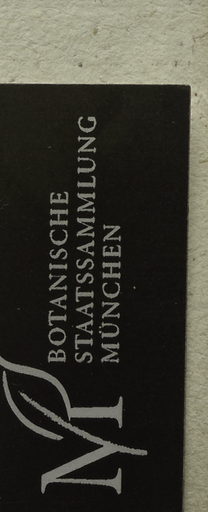 BOTANISCHE
STAATSSAMMLUNG
MÜNCHEN
M